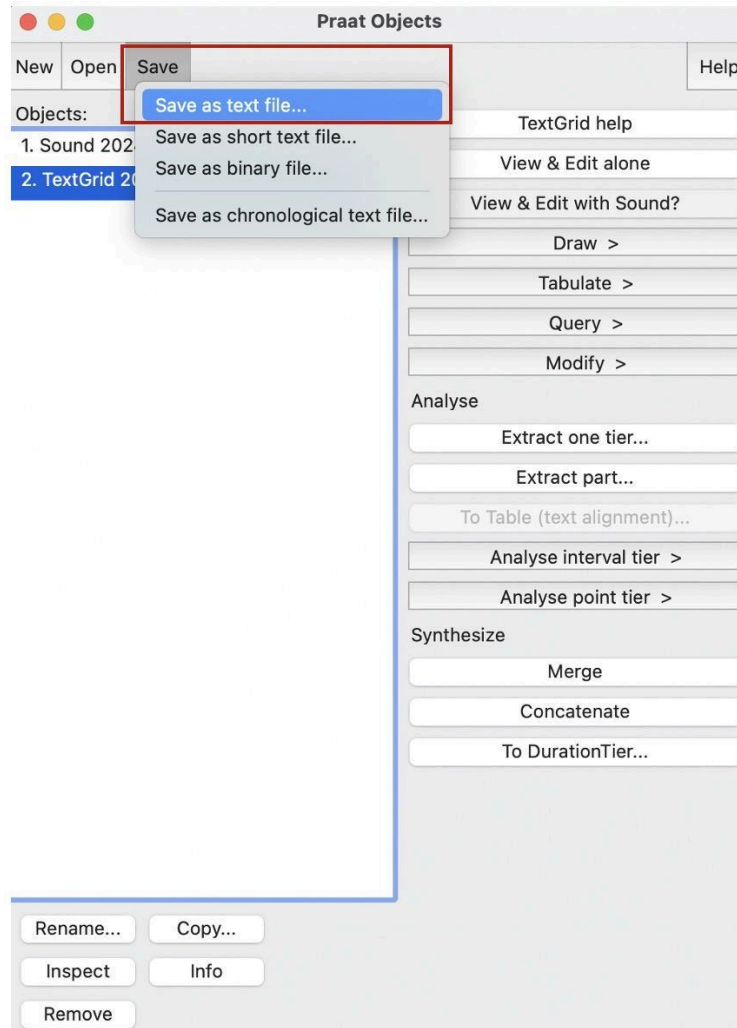 Praat Objects
New Open Save Help
Objects:
Save as text file...
Save as short text file...
Save as binary file...
Save as chronological text file...
1. Sound 202
2. TextGrid 20
TextGrid help
View & Edit alone
View & Edit with Sound?
Draw >
Tabulate >
Query >
Modify >
Analyse
Extract one tier...
Extract part...
To Table (text alignment)...
Analyse interval tier >
Analyse point tier >
Synthesize
Merge
Concatenate
To DurationTier...
Rename... Copy...
Inspect Info
Remove